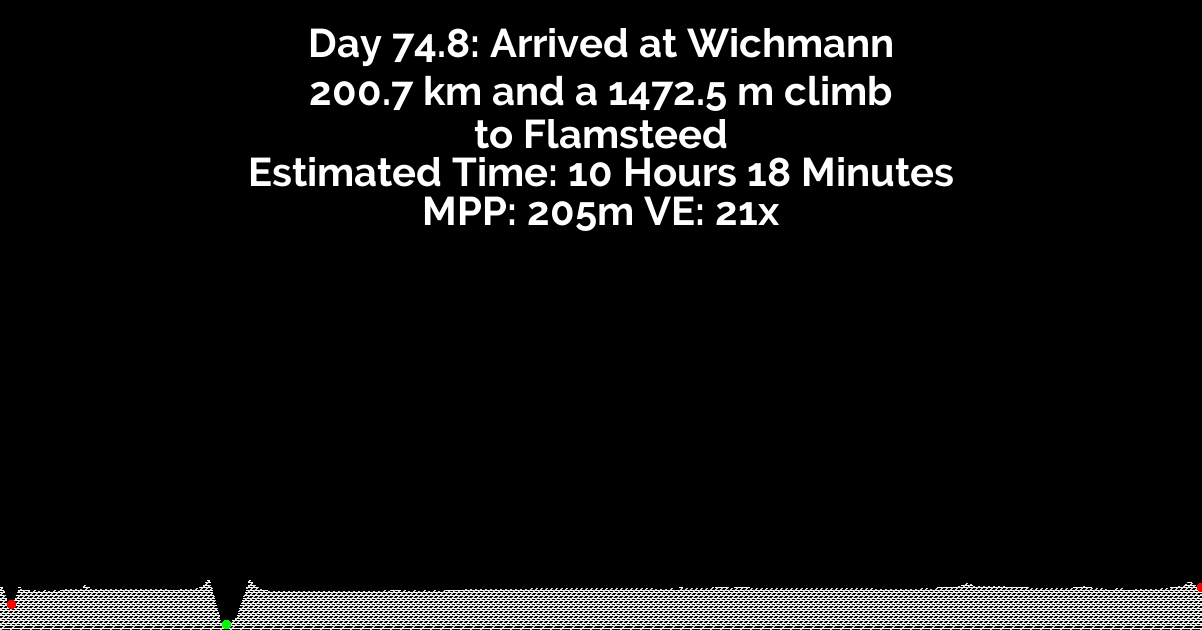 Day 74.8: Arrived at Wichmann
200.7 km and a 1472.5 m climb
to Flamsteed
Estimated Time: 10 Hours 18 Minutes
MPP: 205m VE: 21x